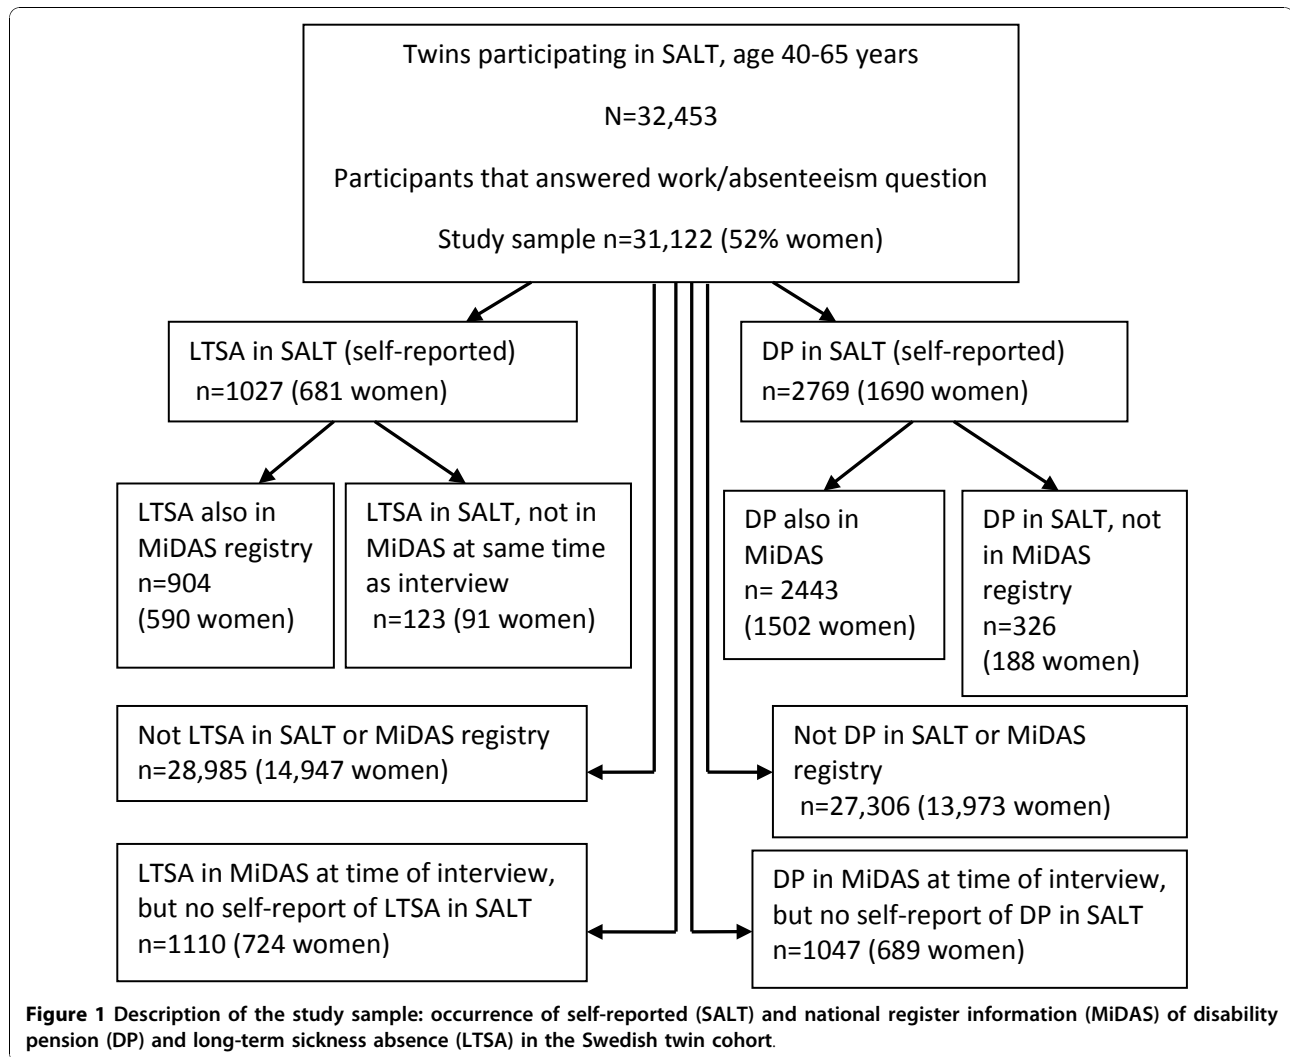 Twins participating in SALT, age 40-65 years
N=32,453
Participants that answered work/absenteeism question
Study sample n=31,122 (52% women)
LTSA in SALT (self-reported)
n=1027 (681 women)
DP in SALT (self-reported)
n=2769 (1690 women)
LTSA also in
MiDAS registry
n=904
(590 women)
LTSA in SALT, not in
MiDAS at same time
as interview
n=123 (91 women)
DP also in
MiDAS
n= 2443
(1502 women)
DP in SALT, not
in MiDAS
registry
n=326
(188 women)
Not LTSA in SALT or MiDAS registry
n=28,985 (14,947 women)
Not DP in SALT or MiDAS
registry
n=27,306 (13,973 women)
LTSA in MiDAS at time of interview,
but no self-report of LTSA in SALT
n=1110 (724 women)
DP in MiDAS at time of interview,
but no self-report of DP in SALT
n=1047 (689 women)
Figure 1 Description of the study sample: occurrence of self-reported (SALT) and national register information (MiDAS) of disability
pension (DP) and long-term sickness absence (LTSA) in the Swedish twin cohort.